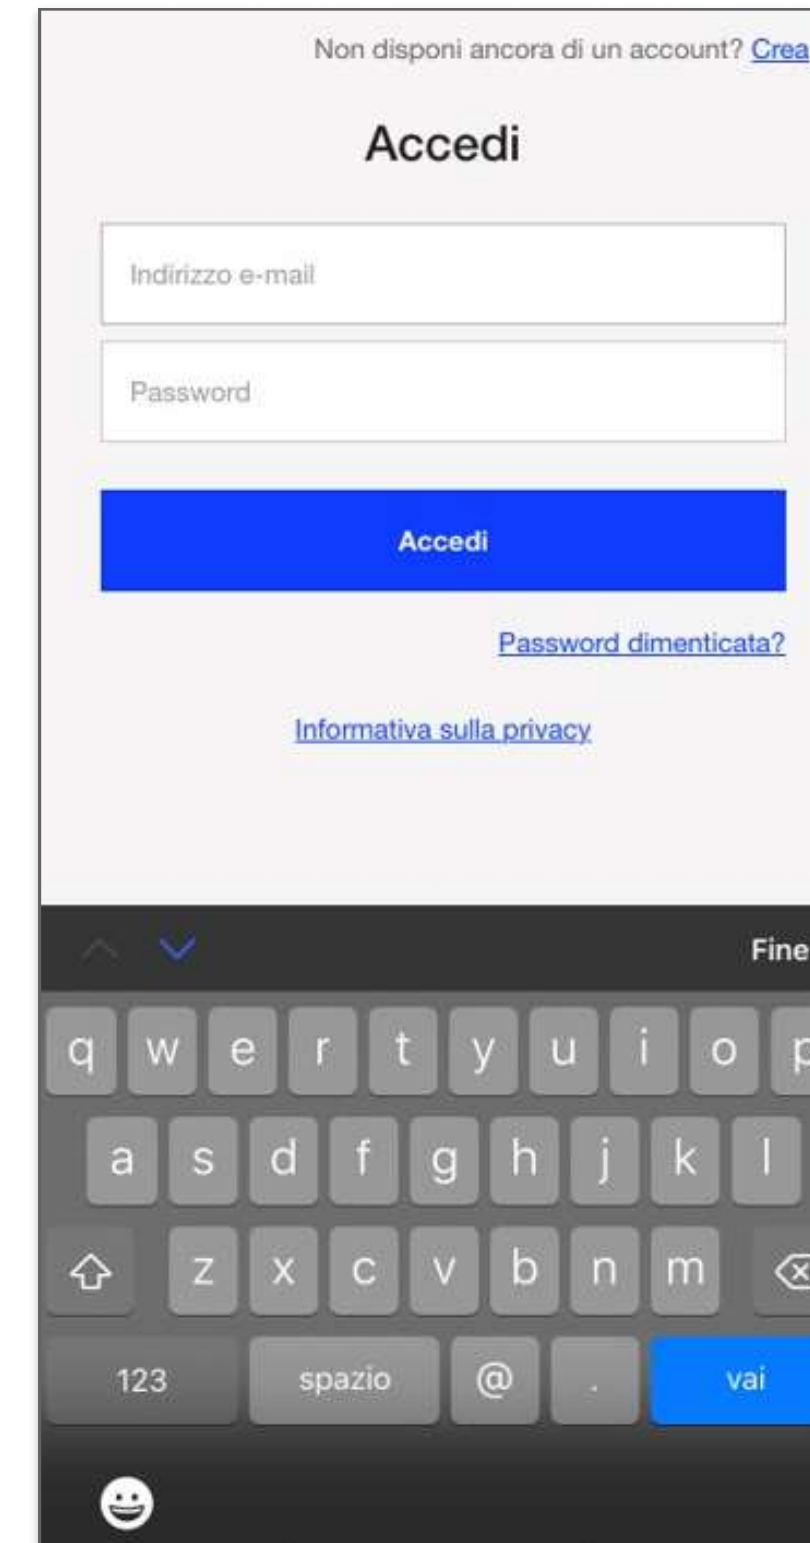 Non disponi ancora di un account? Crea
Accedi
Indirizzo e-mail
Password
Accedi
Password dimenticata?
Informativa sulla privacy
Fine
q w e r t y u i o p
a s d f g h j k l
z x c v b n m
123 spazio @ . vai